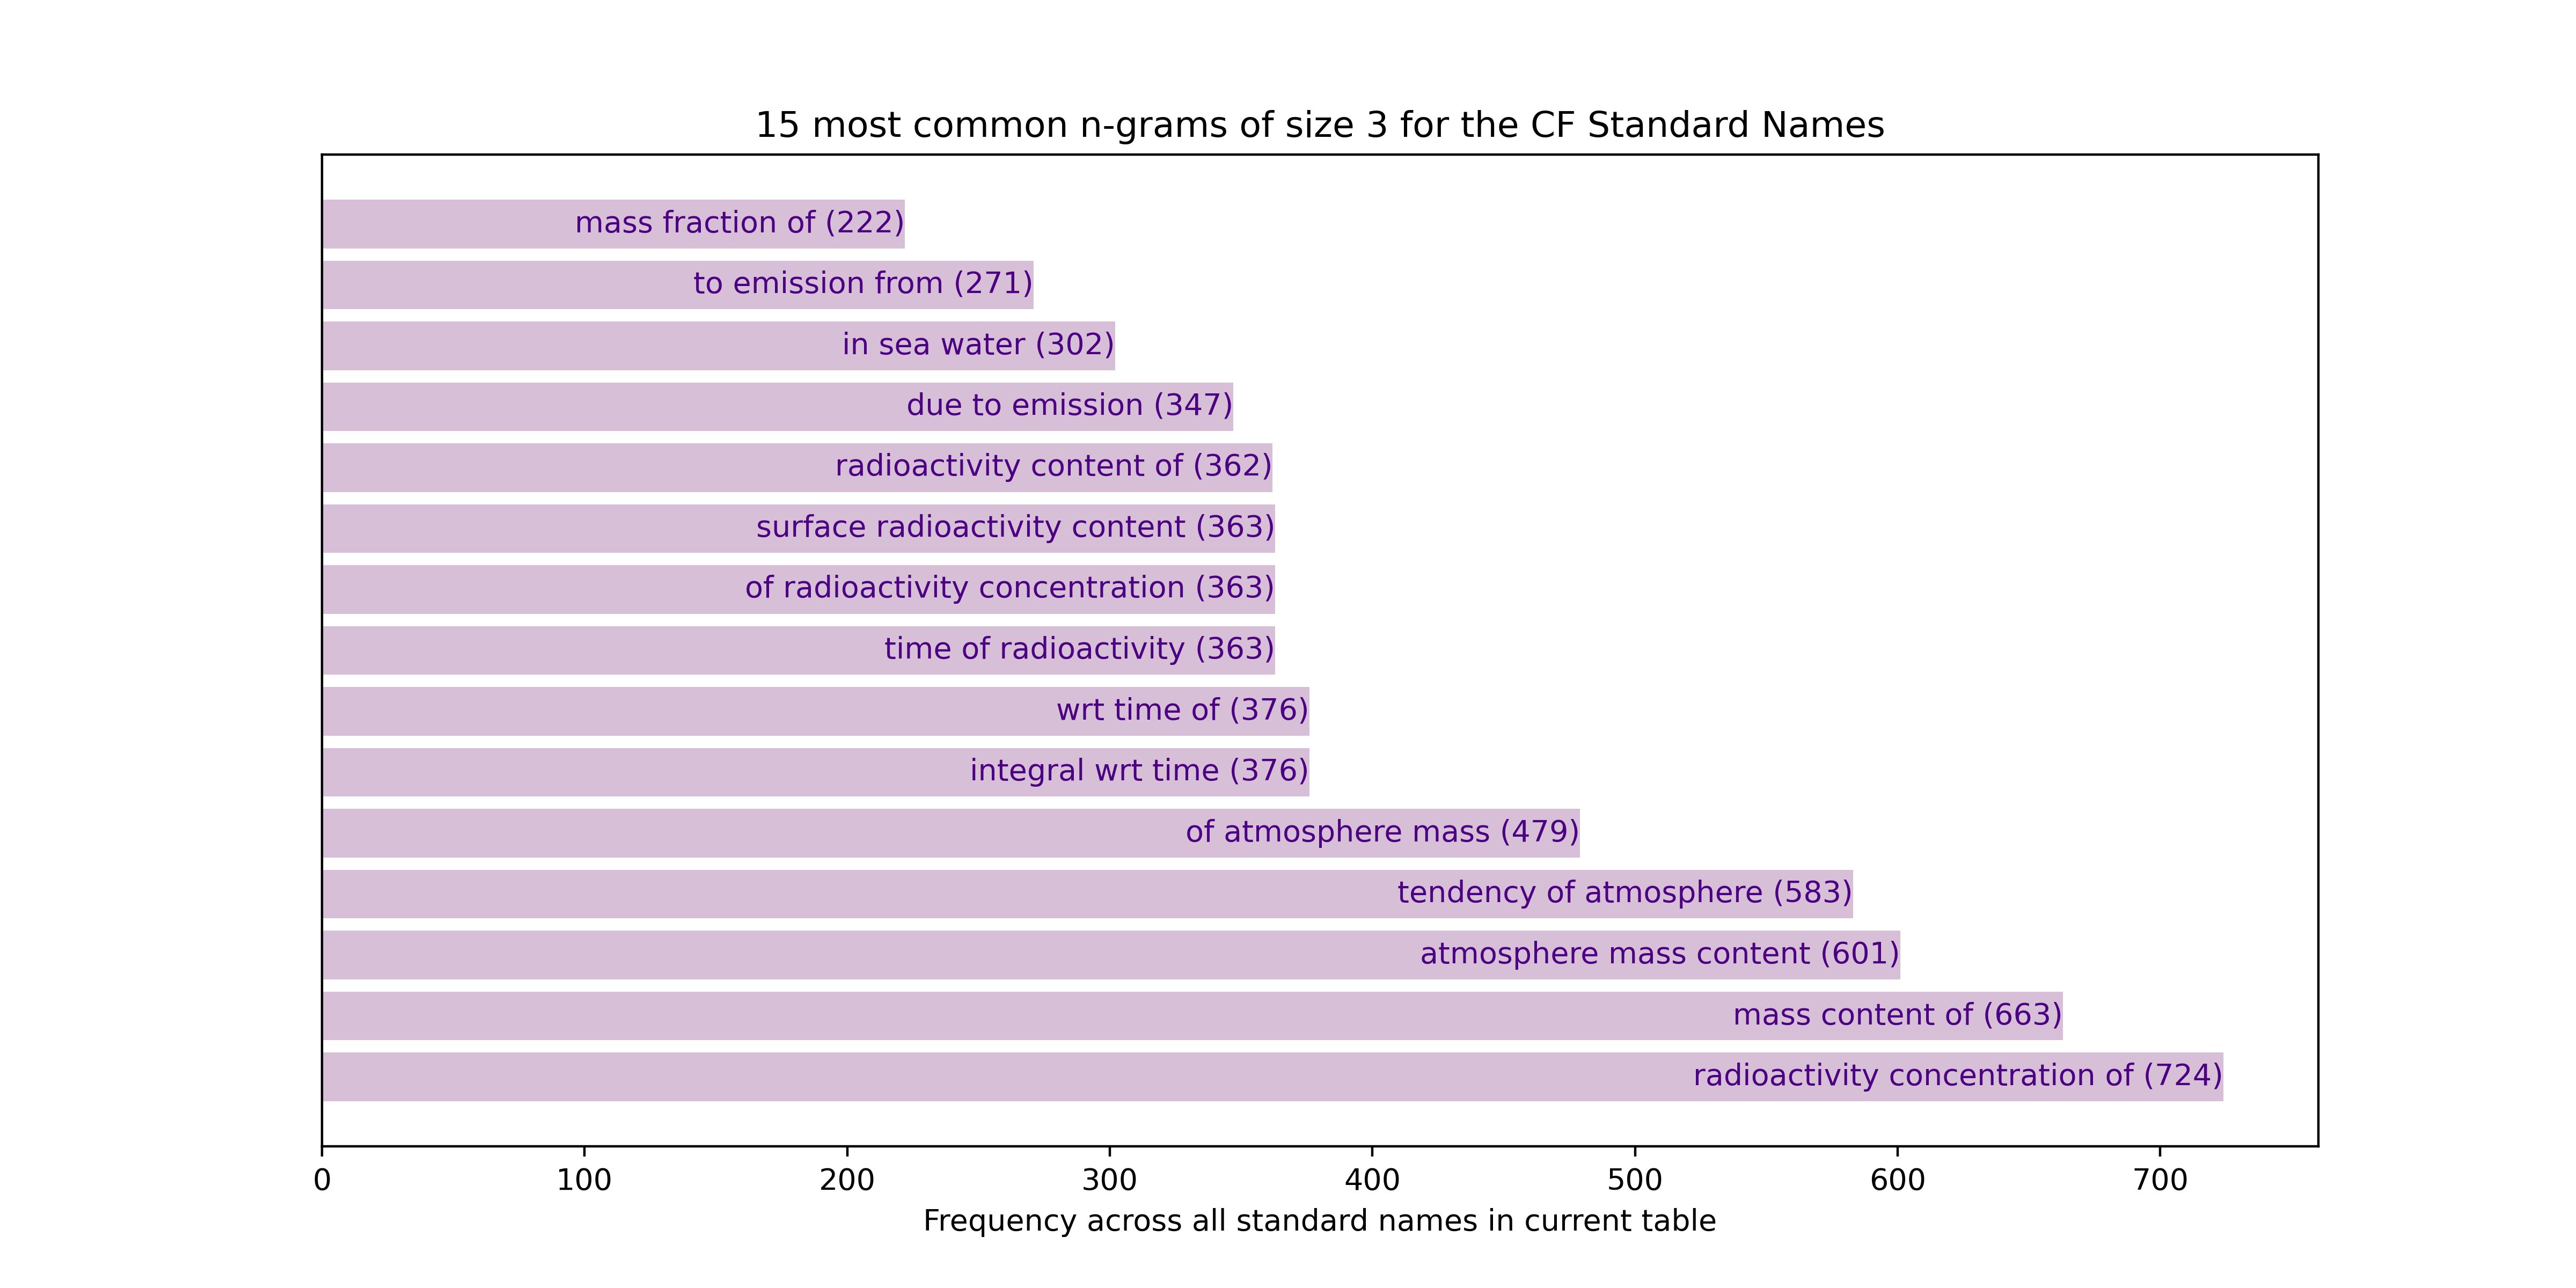 15 most common n-grams of size 3 for the CF Standard Names
mass fraction of (222)
to emission from (271)
in sea water (302)
due to emission (347)
radioactivity content of (362)
surface radioactivity content (363)
of radioactivity concentration (363)
time of radioactivity (363)
wrt time of (376)
integral wrt time (376)
of atmosphere mass (479)
tendency of atmosphere (583)
atmosphere mass content (601)
mass content of (663)
radioactivity concentration of (724)
0 100 200 300 400 500 600 700
Frequency across all standard names in current table